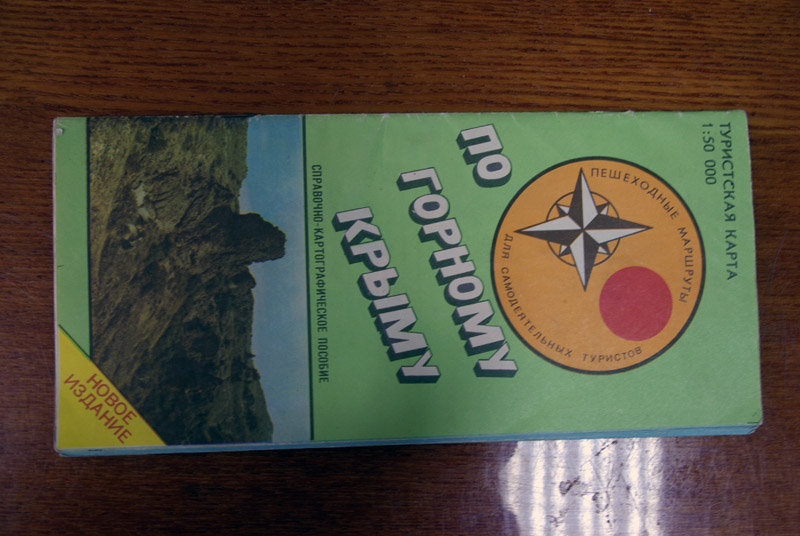 ТУРИСТСКАЯ КАРТА
1:50 000
ПЕШЕХОДНЫЕ МАРШРУТЫ
ДЛЯ САМОДЕЯТЕЛЬНЫХ ТУРИСТОВ
ПО
ГОРНОМУ
КРЫМУ
СПРАВОЧНО-КАРТОГРАФИЧЕСКОЕ ПОСОБИЕ
НОВОЕ
ИЗДАНИЕ